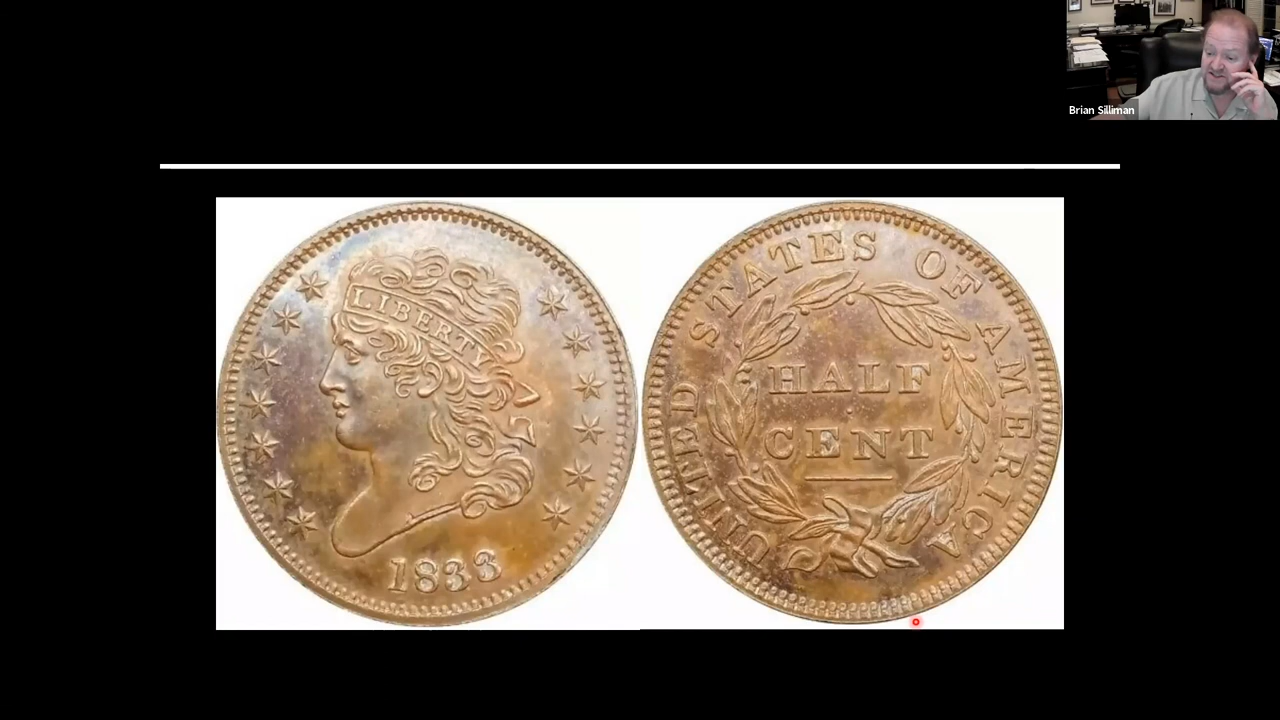 Brian Silliman
LIBERTY
1833
UNITED STATES OF AMERICA
HALF
CENT